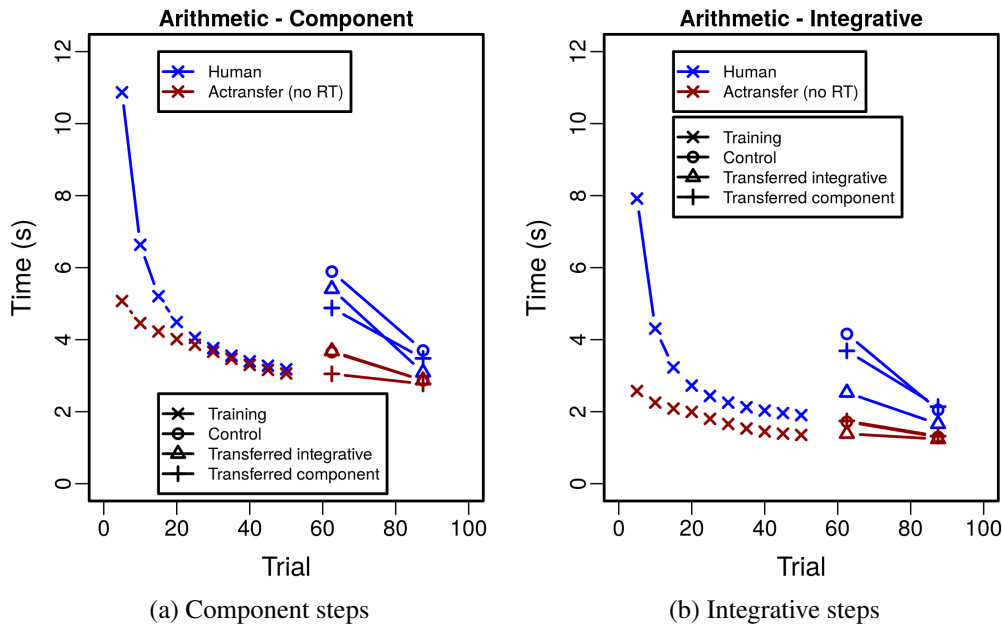 Arithmetic - Component
Time (s)
12
10
8
6
4
2
0
Human
Actransfer (no RT)
Training
Control
Transferred integrative
Transferred component
0 20 40 60 80 100
Trial
(a) Component steps
Arithmetic - Integrative
Time (s)
12
10
8
6
4
2
0
Human
Actransfer (no RT)
Training
Control
Transferred integrative
Transferred component
0 20 40 60 80 100
Trial
(b) Integrative steps